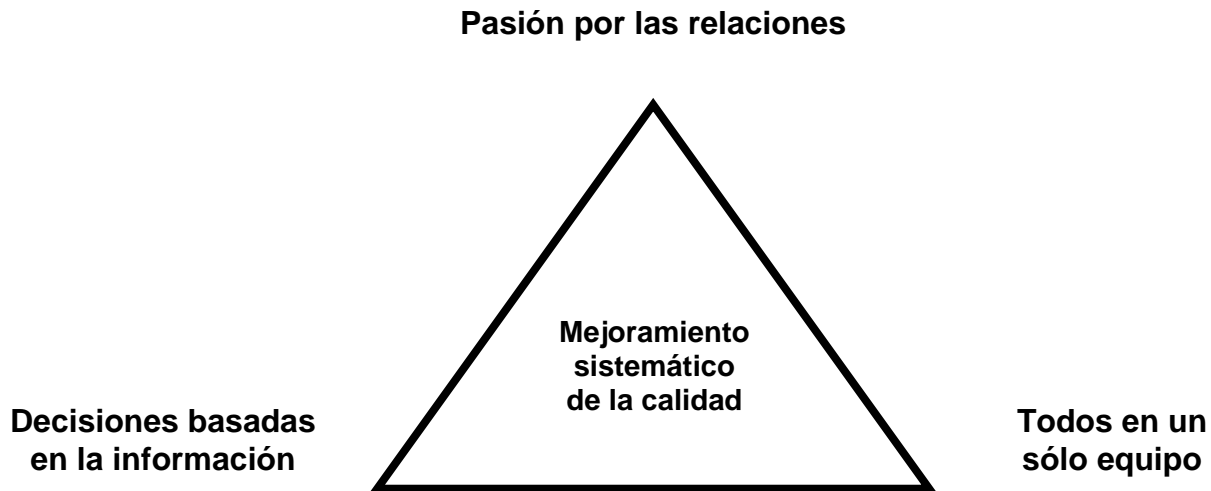 Pasión por las relaciones
Mejoramiento
sistemático
de la calidad
Decisiones basadas
en la información
Todos en un
sólo equipo